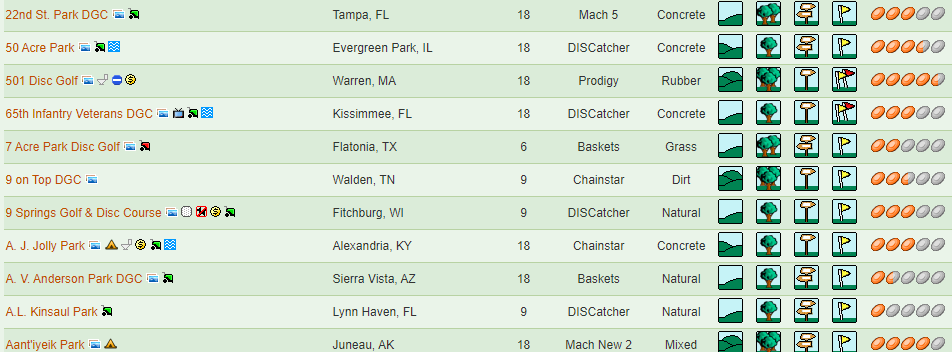 22nd St. Park DGC Tampa, FL 18 Mach 5 Concrete
50 Acre Park Evergreen Park, IL 18 DISCatcher Concrete
501 Disc Golf Warren, MA 18 Prodigy Rubber
65th Infantry Veterans DGC Kissimmee, FL 18 DISCatcher Concrete
7 Acre Park Disc Golf Flatonia, TX 6 Baskets Grass
9 on Top DGC Walden, TN 9 Chainstar Dirt
9 Springs Golf & Disc Course Fitchburg, WI 9 DISCatcher Natural
A. J. Jolly Park Alexandria, KY 18 Chainstar Concrete
A. V. Anderson Park DGC Sierra Vista, AZ 18 Baskets Natural
A.L. Kinsaul Park Lynn Haven, FL 9 DISCatcher Natural
Aant'iyeik Park Juneau, AK 18 Mach New 2 Mixed